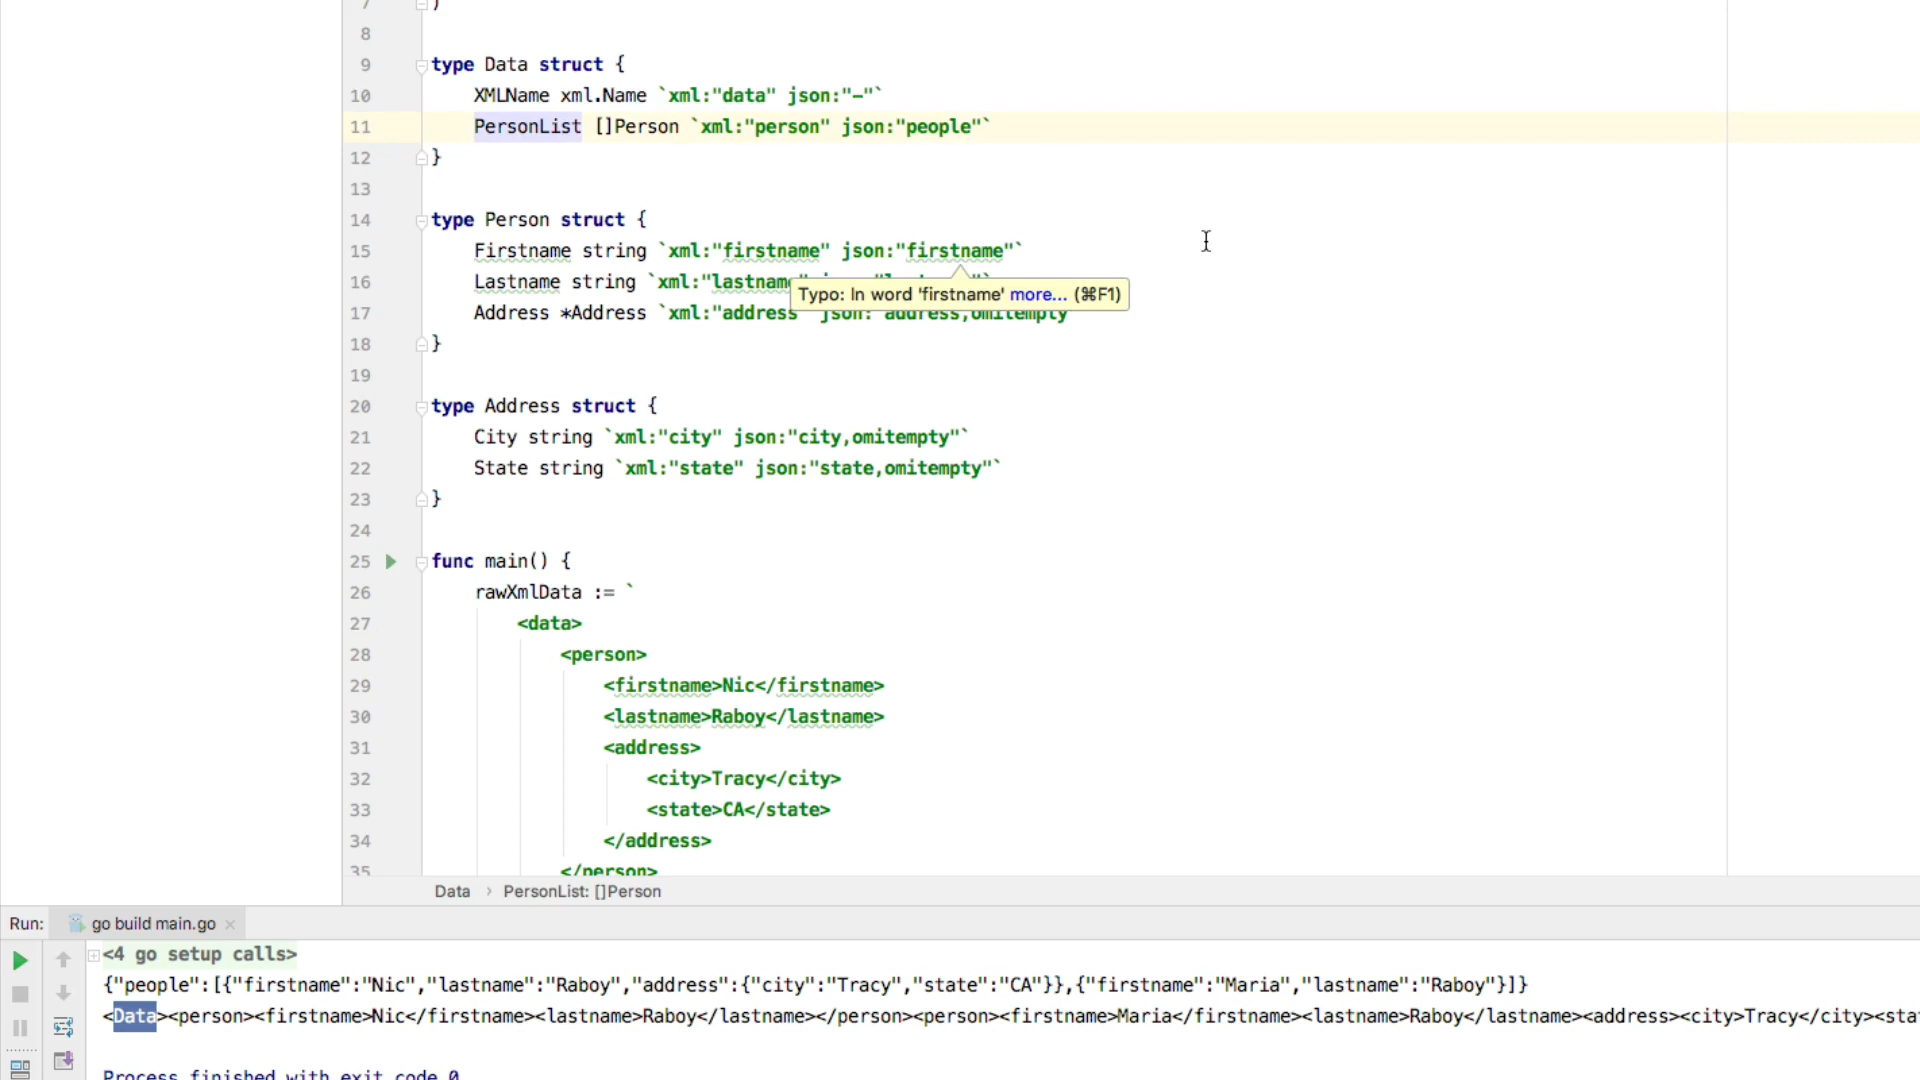 7 )
8
9 type Data struct {
10 XMLName xml.Name `xml:"data" json:"-"`
11 PersonList []Person `xml:"person" json:"people"`
12 }
13
14 type Person struct {
15 Firstname string `xml:"firstname" json:"firstname"`
16 Lastname string `xml:"lastname"
Typo: In word 'firstname' more... (⌘F1)
17 Address *Address `xml:"address" json:"address,omitempty
18 }
19
20 type Address struct {
21 City string `xml:"city" json:"city,omitempty"`
22 State string `xml:"state" json:"state,omitempty"`
23 }
24
25 func main() {
26 rawXmlData := `
27 <data>
28 <person>
29 <firstname>Nic</firstname>
30 <lastname>Raboy</lastname>
31 <address>
32 <city>Tracy</city>
33 <state>CA</state>
34 </address>
35 </person>
Data › PersonList: []Person
Run: go build main.go ×
<4 go setup calls>
{"people":[{"firstname":"Nic","lastname":"Raboy","address":{"city":"Tracy","state":"CA"}},{"firstname":"Maria","lastname":"Raboy"}]}
<Data><person><firstname>Nic</firstname><lastname>Raboy</lastname></person><person><firstname>Maria</firstname><lastname>Raboy</lastname><address><city>Tracy</city><sta
Process finished with exit code 0